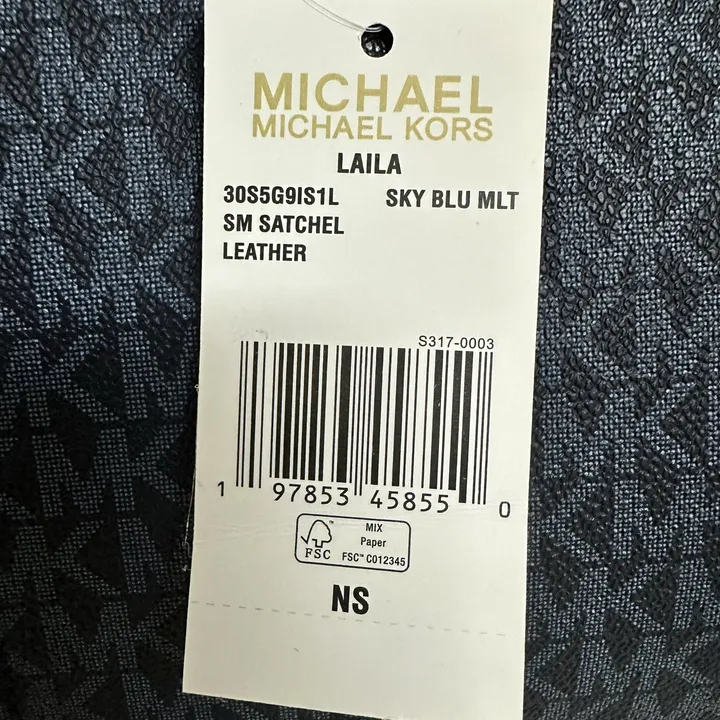 MICHAEL
MICHAEL KORS
LAILA
30S5G9IS1L SKY BLU MLT
SM SATCHEL
LEATHER
S317-0003
1 97853 45855 0
FSC
MIX
Paper
FSC™ C012345
NS